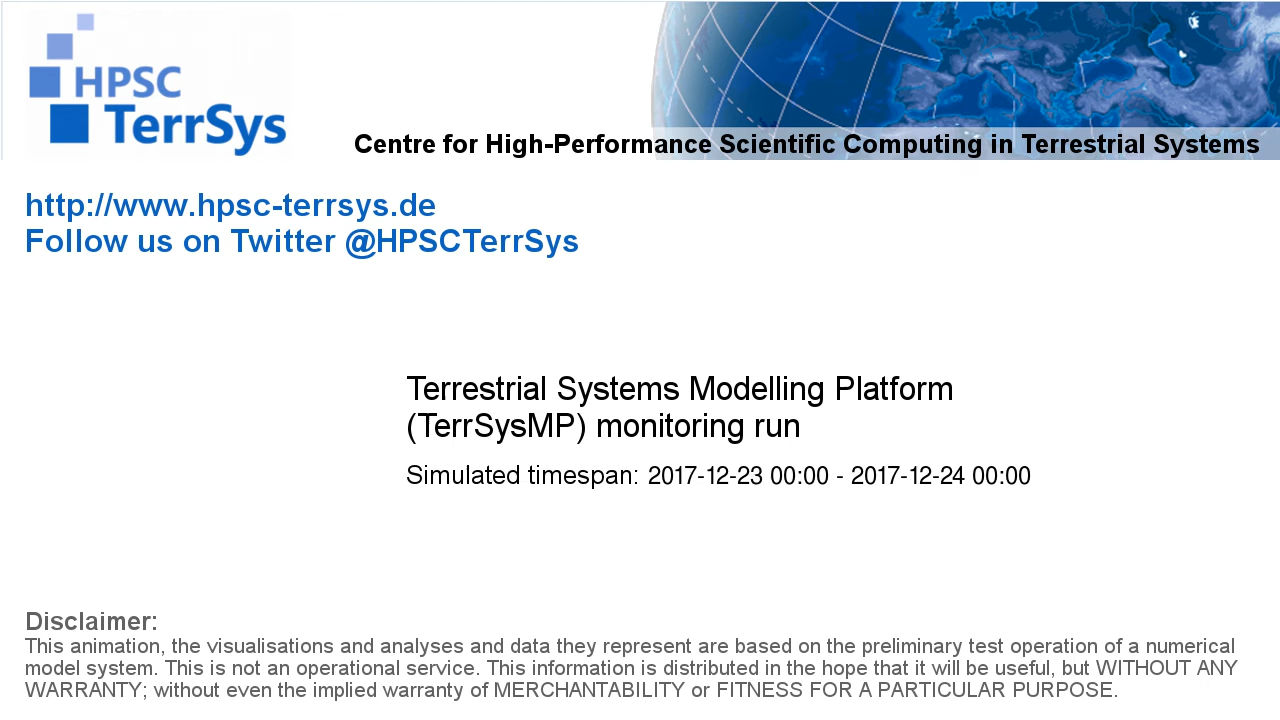 HPSC
TerrSys
Centre for High-Performance Scientific Computing in Terrestrial Systems
http://www.hpsc-terrsys.de
Follow us on Twitter @HPSCTerrSys
Terrestrial Systems Modelling Platform
(TerrSysMP) monitoring run
Simulated timespan: 2017-12-23 00:00 - 2017-12-24 00:00
Disclaimer:
This animation, the visualisations and analyses and data they represent are based on the preliminary test operation of a numerical
model system. This is not an operational service. This information is distributed in the hope that it will be useful, but WITHOUT ANY
WARRANTY; without even the implied warranty of MERCHANTABILITY or FITNESS FOR A PARTICULAR PURPOSE.